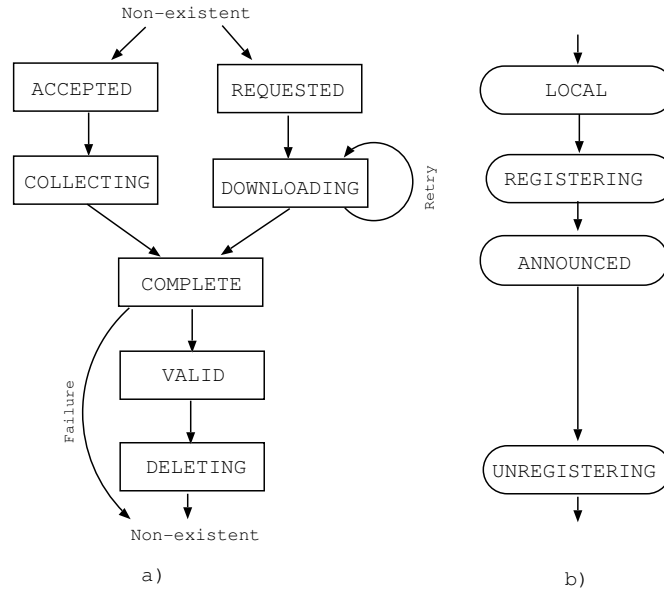 Non-existent
ACCEPTED
REQUESTED
COLLECTING
DOWNLOADING
Retry
COMPLETE
Failure
VALID
DELETING
Non-existent
a)
LOCAL
REGISTERING
ANNOUNCED
UNREGISTERING
b)